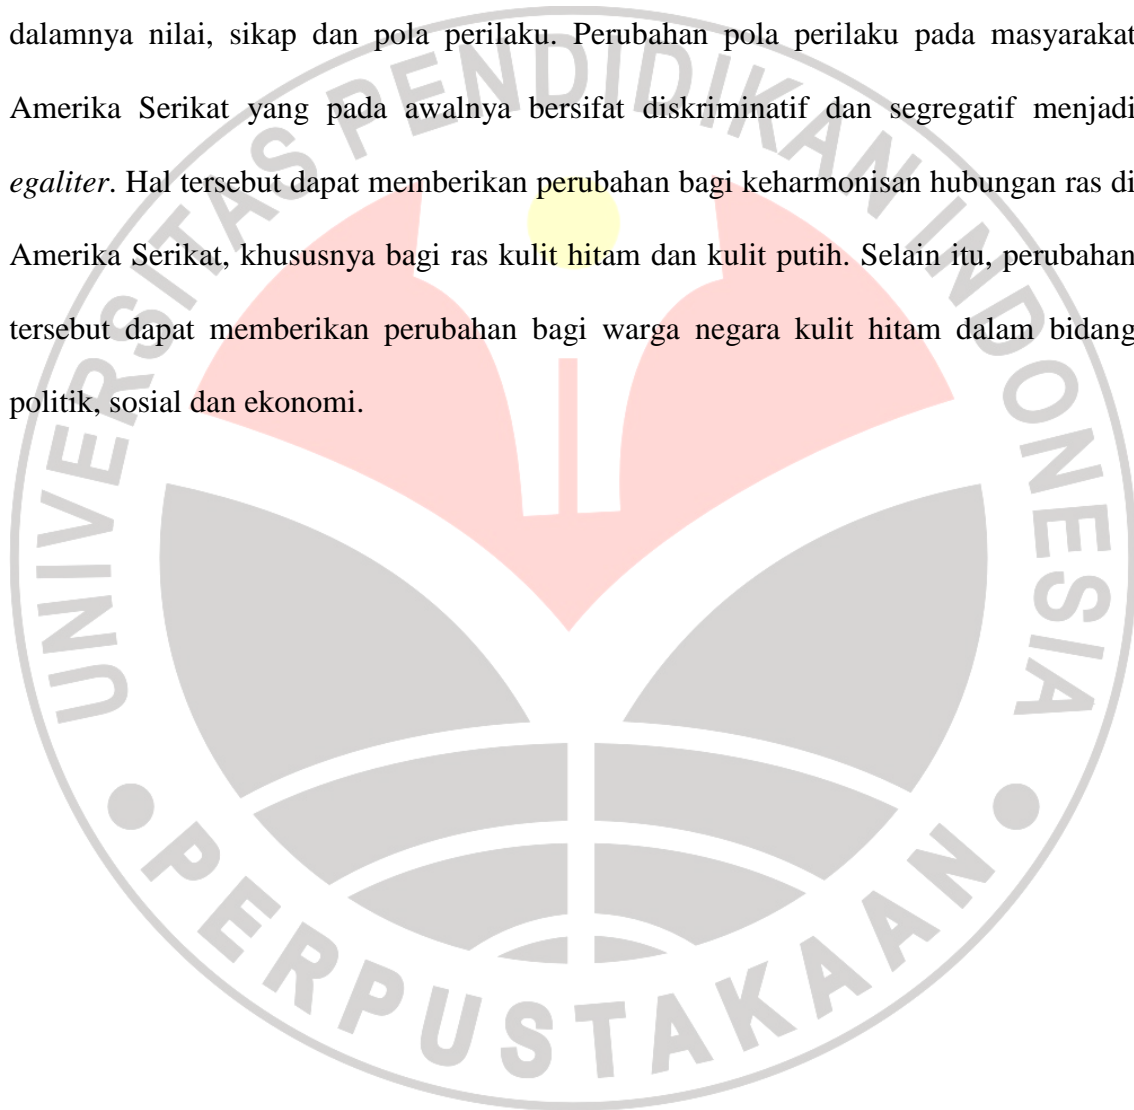 dalamnya nilai, sikap dan pola perilaku. Perubahan pola perilaku pada masyarakat
Amerika Serikat yang pada awalnya bersifat diskriminatif dan segregatif menjadi
egaliter. Hal tersebut dapat memberikan perubahan bagi keharmonisan hubungan ras di
Amerika Serikat, khususnya bagi ras kulit hitam dan kulit putih. Selain itu, perubahan
tersebut dapat memberikan perubahan bagi warga negara kulit hitam dalam bidang
politik, sosial dan ekonomi.
UNIVERSITAS PENDIDIKAN INDONESIA
PERPUSTAKAAN